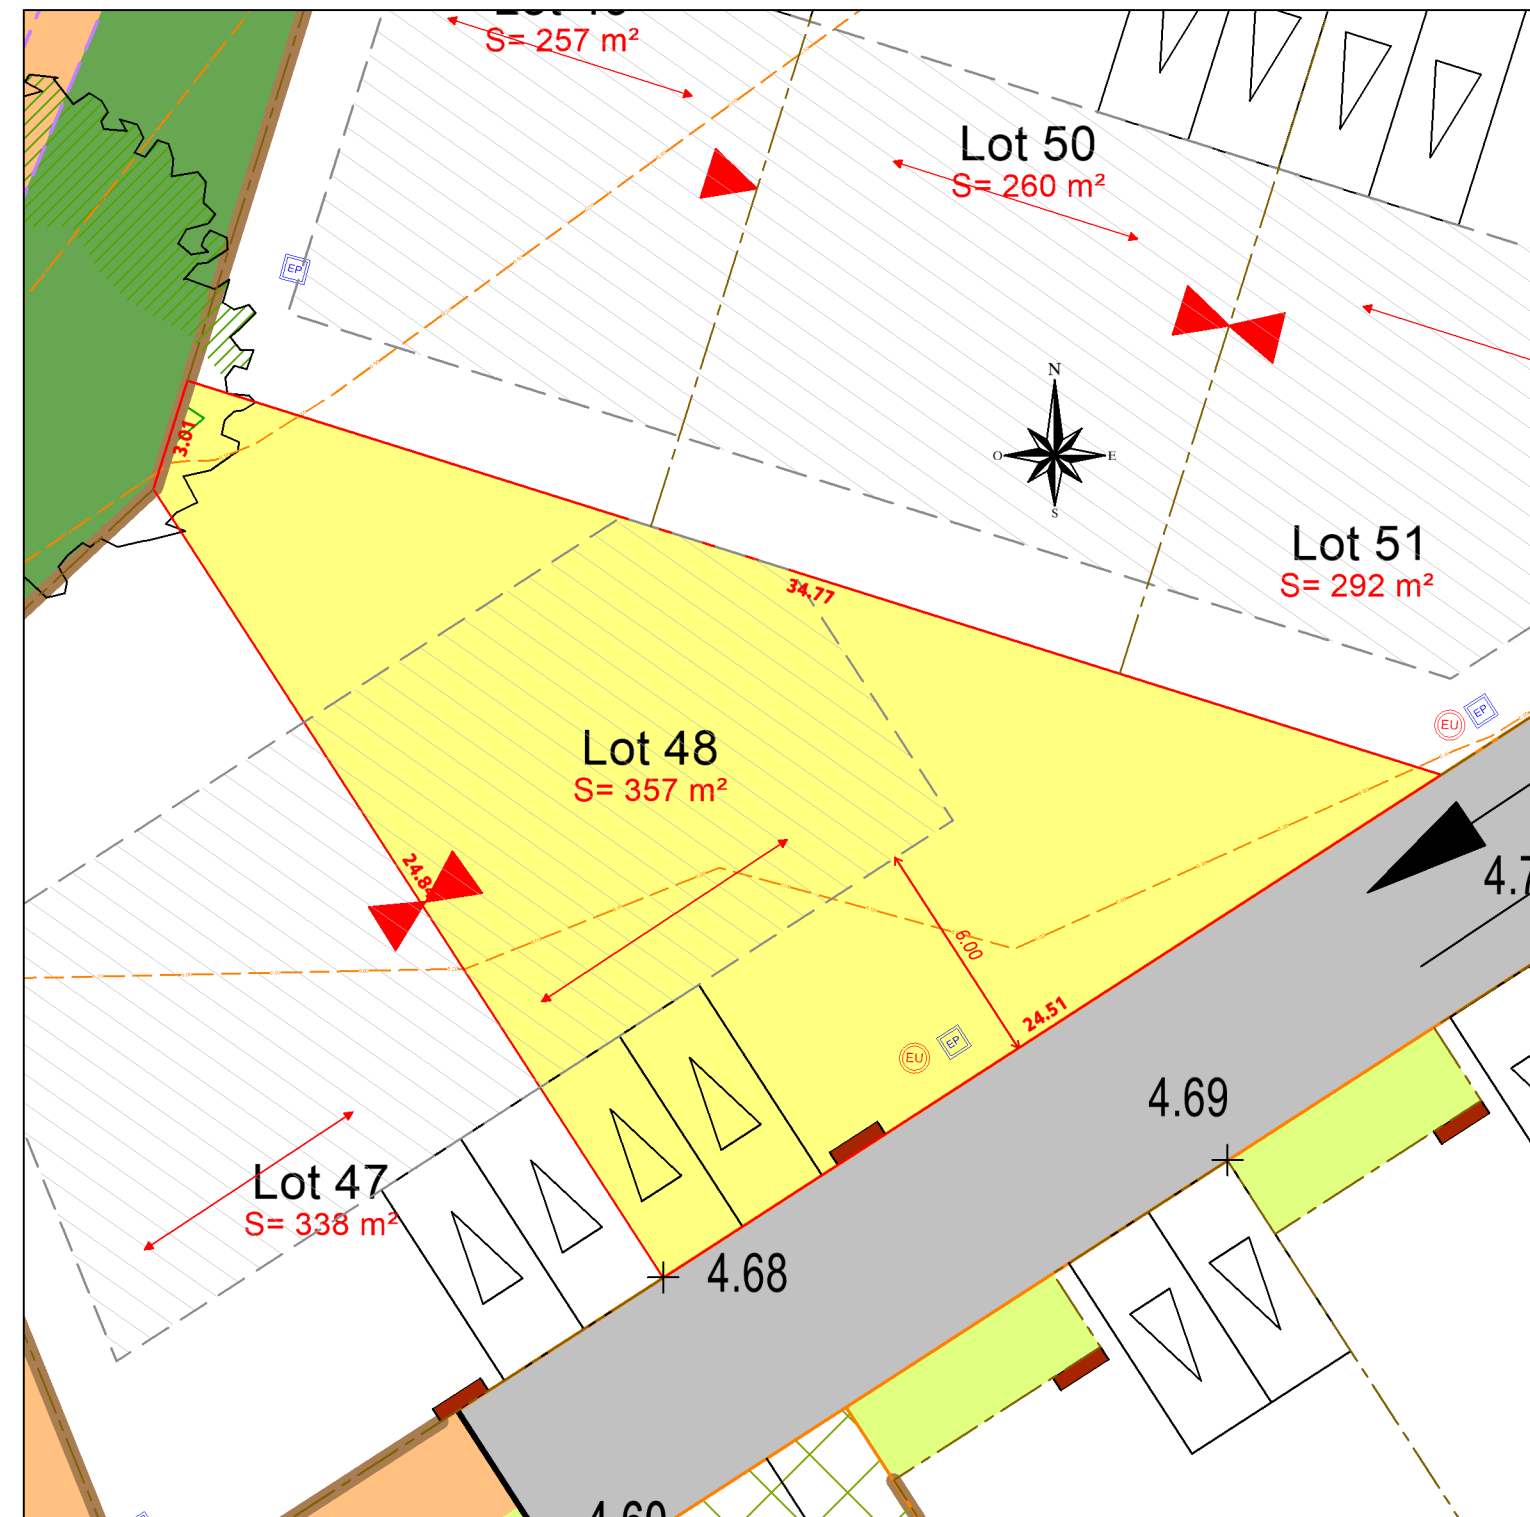 S= 257 m²
Lot 50
S= 260 m²
EP
N
O
E
S
3.01
Lot 51
S= 292 m²
34.77
EU
EP
Lot 48
S= 357 m²
24.84
6.00
24.51
EU
EP
4.69
Lot 47
S= 338 m²
4.68